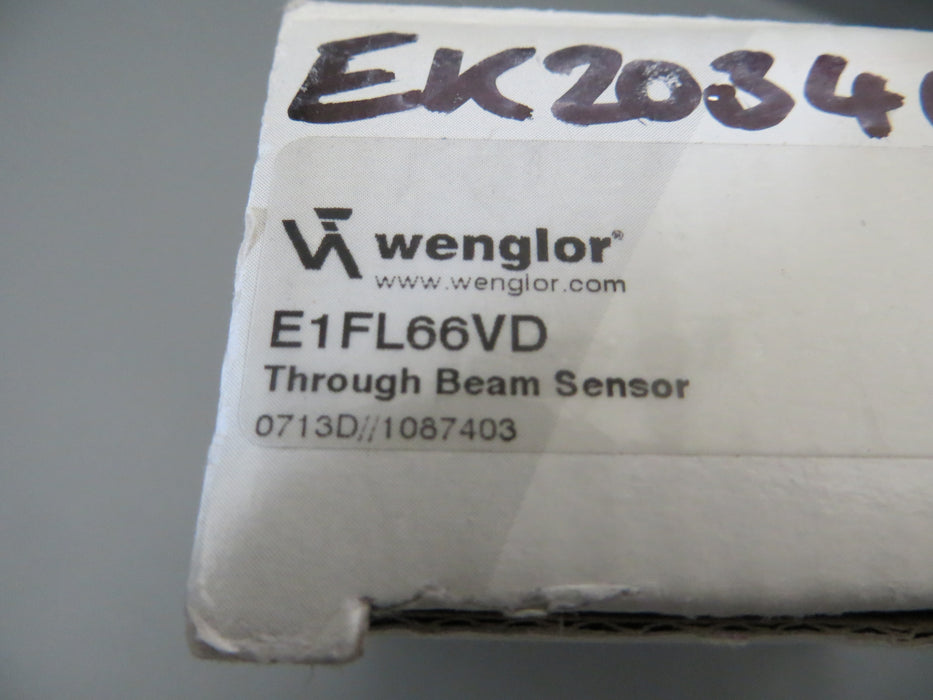 EK2034
wenglor®
www.wenglor.com
E1FL66VD
Through Beam Sensor
0713D//1087403